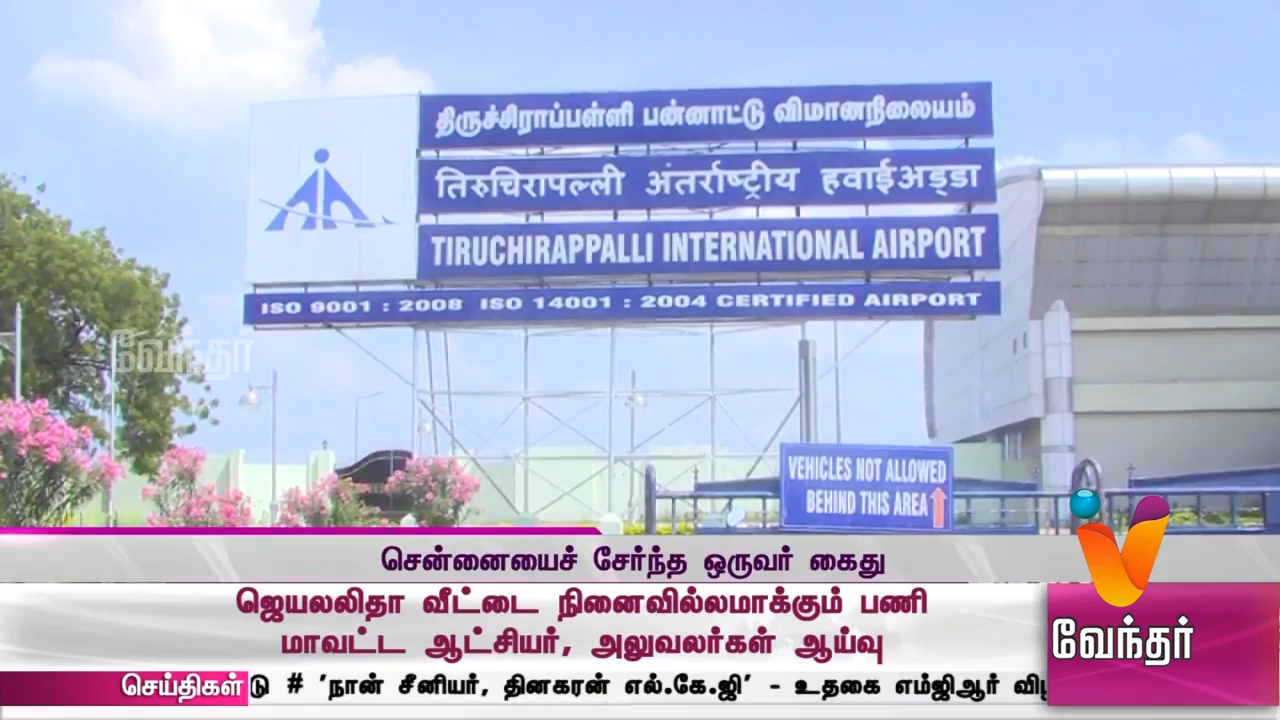 திருச்சிராப்பள்ளி பன்னாட்டு விமானநிலையம்
तिरुचिरापल्ली अंतर्राष्ट्रीय हवाईअड्डा
TIRUCHIRAPPALLI INTERNATIONAL AIRPORT
ISO 9001 : 2008 ISO 14001 : 2004 CERTIFIED AIRPORT
வேந்தர்
VEHICLES NOT ALLOWED
BEHIND THIS AREA
சென்னையைச் சேர்ந்த ஒருவர் கைது
ஜெயலலிதா வீட்டை நினைவில்லமாக்கும் பணி
மாவட்ட ஆட்சியர், அலுவலர்கள் ஆய்வு
வேந்தர்
செய்திகள் டு # 'நான் சீனியர், தினகரன் எல்.கே.ஜி' - உதகை எம்ஜிஆர்